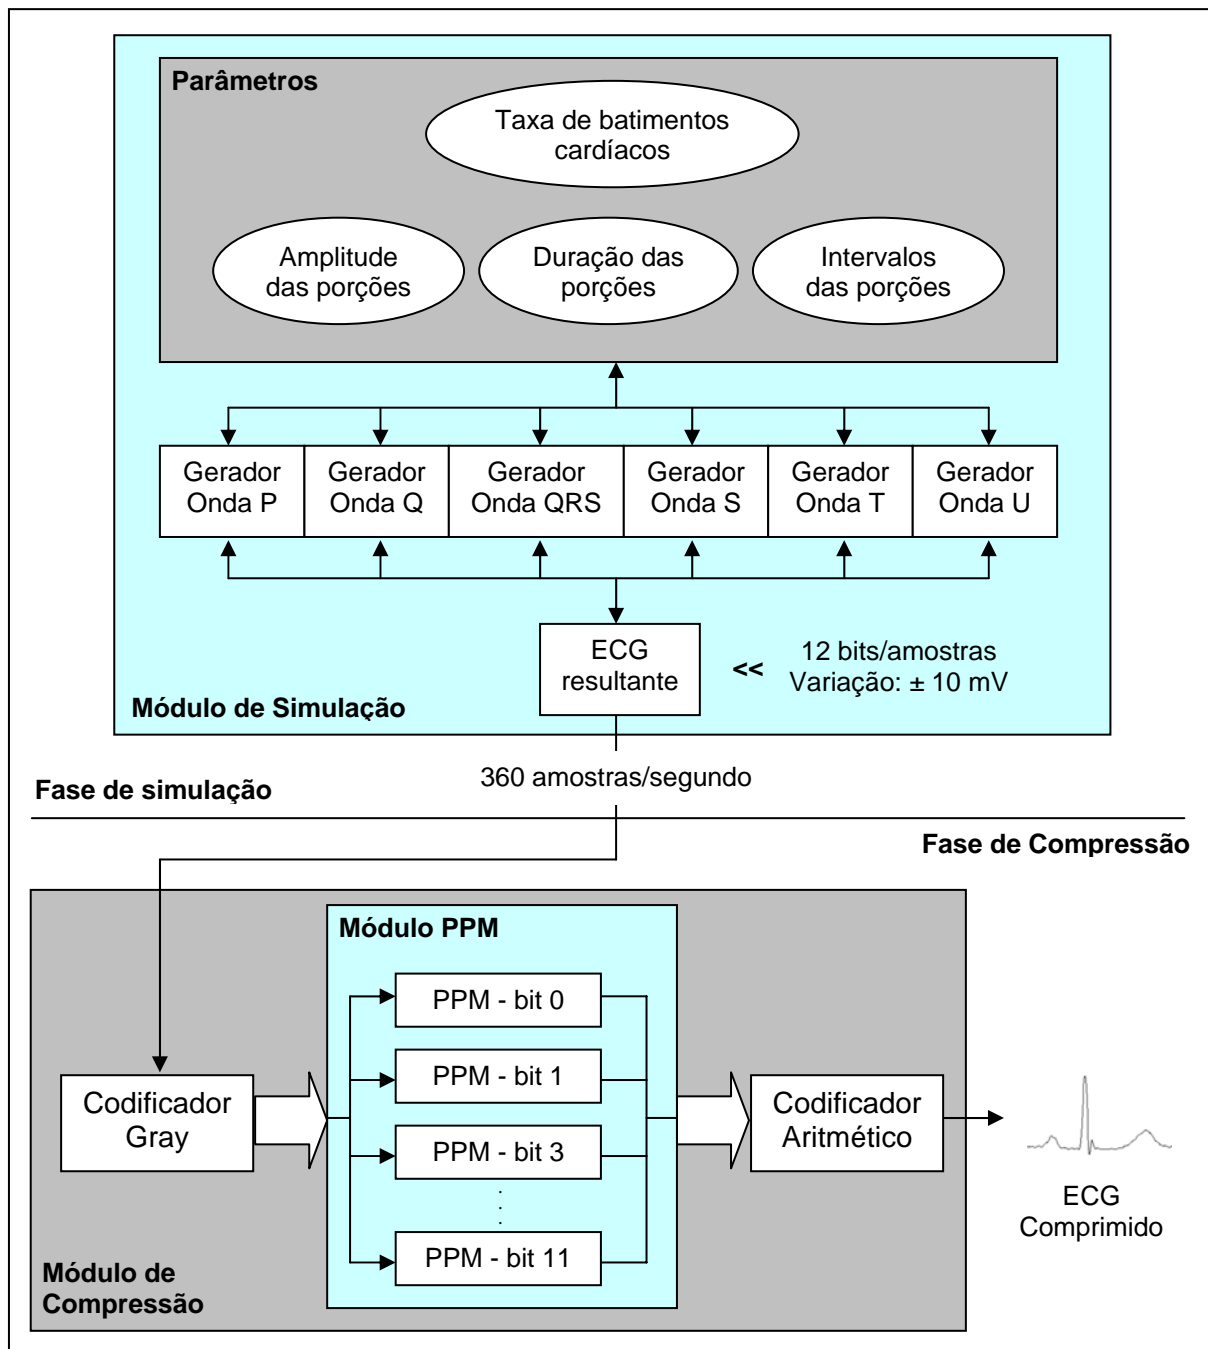 Parâmetros
Taxa de batimentos
cardíacos
Amplitude
das porções
Duração das
porções
Intervalos
das porções
Gerador
Onda P
Gerador
Onda Q
Gerador
Onda QRS
Gerador
Onda S
Gerador
Onda T
Gerador
Onda U
ECG
resultante
<<
12 bits/amostras
Variação: ± 10 mV
Módulo de Simulação
360 amostras/segundo
Fase de simulação
Fase de Compressão
Módulo PPM
PPM - bit 0
PPM - bit 1
PPM - bit 3
.
.
.
PPM - bit 11
Codificador
Gray
Codificador
Aritmético
ECG
Comprimido
Módulo de
Compressão